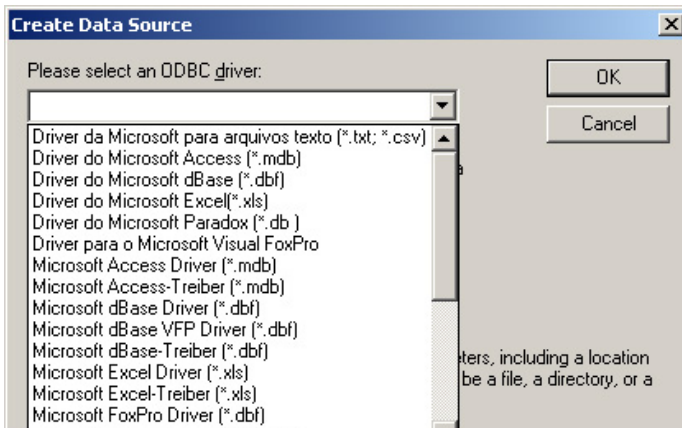 Create Data Source
Please select an ODBC driver:
OK
Cancel
Driver da Microsoft para arquivos texto (*.txt; *.csv)
Driver do Microsoft Access (*.mdb)
Driver do Microsoft dBase (*.dbf)
Driver do Microsoft Excel(*.xls)
Driver do Microsoft Paradox (*.db )
Driver para o Microsoft Visual FoxPro
Microsoft Access Driver (*.mdb)
Microsoft Access-Treiber (*.mdb)
Microsoft dBase Driver (*.dbf)
Microsoft dBase VFP Driver (*.dbf)
Microsoft dBase-Treiber (*.dbf)
Microsoft Excel Driver (*.xls)
Microsoft Excel-Treiber (*.xls)
Microsoft FoxPro Driver (*.dbf)
including a location
be a file, a directory, or a